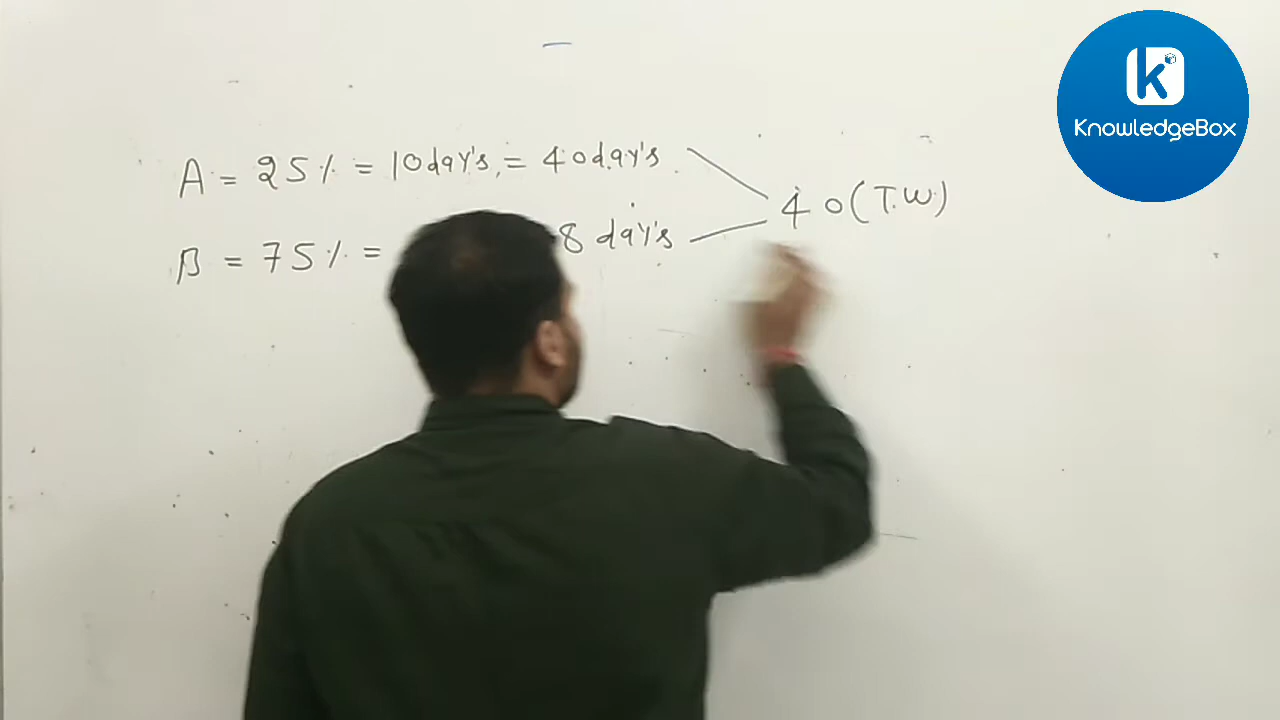 KnowledgeBox
A = 25% = 10 day's. = 40 day's.
B = 75% = 8 day's
40 (T.W)